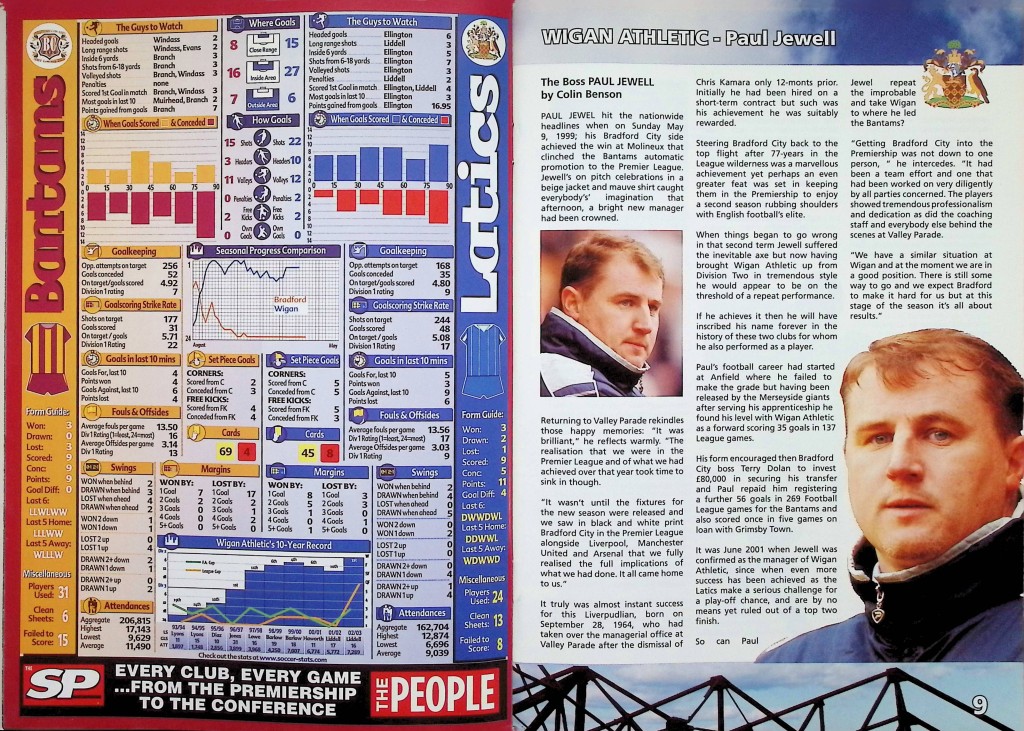 Bantams
The Guys to Watch
Headed goals Windass 2
Long range shots Windass, Evans 2
Inside 6 yards Branch 3
Shots from 6-18 yards Branch 3
Volleyed shots Branch, Windass 3
Penalties none
Scored 1st Goal in match Branch, Windass 3
Most goals in last 10 Muirhead, Branch 2
Points gained from goals Branch 7
When Goals Scored & Conceded
0 15 30 45 60 75 90
Where Goals
8 Close Range 15
16 Inside Area 27
7 Outside Area 6
How Goals
15 Shots Shots 22
3 Headers Headers 10
11 Volleys Volleys 12
0 Penalties Penalties 2
2 Free Kicks Free Kicks 2
0 Own Goals Own Goals 2
The Guys to Watch
Headed goals Ellington 6
Long range shots Liddell 3
Inside 6 yards Ellington 5
Shots from 6-18 yards Ellington 7
Volleyed shots Ellington 3
Penalties Liddell 2
Scored 1st Goal in match Ellington, Liddell 4
Most goals in last 10 Ellington 3
Points gained from goals Ellington 16.95
When Goals Scored & Conceded
0 15 30 45 60 75 90
Latics
Goalkeeping
Opp. attempts on target 256
Goals conceded 52
On target/goals scored 4.92
Division 1 rating 7
Seasonal Progress Comparison
1
Bradford
Wigan
24
August May
Goalkeeping
Opp. attempts on target 168
Goals conceded 35
On target/goals scored 4.80
Division 1 rating 9
Goalscoring Strike Rate
Shots on target 177
Goals scored 31
On target / goals 5.71
Division 1 Rating 22
Goalscoring Strike Rate
Shots on target 244
Goals scored 48
On target / goals 5.08
Division 1 Rating 17
Goals in last 10 mins
Goals For, last 10 4
Points won 4
Goals Against, last 10 6
Points lost 4
Set Piece Goals
CORNERS:
Scored from C 2
Conceded from C 3
FREE KICKS:
Scored from FK 4
Conceded from FK 4
Set Piece Goals
CORNERS:
Scored from C 5
Conceded from C 5
FREE KICKS:
Scored from FK 5
Conceded from FK 3
Goals in last 10 mins
Goals For, last 10 5
Points won 3
Goals Against, last 10 9
Points lost 4
Fouls & Offsides
Average fouls per game 13.50
Div 1 Rating (1=least, 24=most) 16
Average Offsides per game 3.14
Div 1 Rating 13
Cards
69 4
Cards
45 8
Fouls & Offsides
Average fouls per game 13.56
Div 1 Rating (1=least, 24=most) 17
Average Offsides per game 3.03
Div 1 Rating 9
Form Guide:
Won: 3
Drawn: 0
Lost: 3
Scored: 9
Conc: 9
Points: 9
Goal Diff: 0
Last 6:
LLWLWW
Last 5 Home:
LLLWW
Last 5 Away:
WLLLW
Miscellaneous
Players Used: 31
Clean Sheets: 6
Failed to Score: 15
Swings
WON when behind 2
DRAWN when behind 3
LOST when ahead 4
DRAWN when ahead 2
WON 2 down 1
WON 1 down 1
LOST 2 up 0
LOST 1 up 4
DRAWN 2+ down 2
DRAWN 1 down 1
DRAWN 2+ up 0
DRAWN 1 up 2
Margins
WON BY: LOST BY:
1 Goal 7 1 Goal 17
2 Goals 2 2 Goals 5
3 Goals 0 3 Goals 1
4 Goals 0 4 Goals 2
5+ Goals 0 5+ Goals 0
Margins
WON BY: LOST BY:
1 Goal 8 1 Goal 3
2 Goals 5 2 Goals 3
3 Goals 4 3 Goals 0
4 Goals 0 4 Goals 1
5+ Goals 1 5+ Goals 0
Swings
WON when behind 2
DRAWN when behind 4
LOST when ahead 0
DRAWN when ahead 5
WON 2 down 0
WON 1 down 2
LOST 2 up 0
LOST 1 up 0
DRAWN 2+ down 0
DRAWN 1 down 4
DRAWN 2+ up 1
DRAWN 1 up 4
Form Guide:
Won: 3
Drawn: 2
Lost: 1
Scored: 9
Conc: 5
Points: 11
Goal Diff: 4
Last 6:
DWWDWL
Last 5 Home:
DDWWL
Last 5 Away:
WDWWD
Miscellaneous
Players Used: 24
Clean Sheets: 13
Failed to Score: 8
Wigan Athletic's 10-Year Record
FA Cup
League Cup
93/94 94/95 95/96 96/97 97/98 98/99 99/00 00/01 01/02 02/03
Check out the stats at www.soccer-stats.com
Attendances
Aggregate 206,815
Highest 17,143
Lowest 9,629
Average 11,490
Attendances
Aggregate 162,704
Highest 12,874
Lowest 6,696
Average 9,039
THE SP
EVERY CLUB, EVERY GAME
...FROM THE PREMIERSHIP
TO THE CONFERENCE
THE PEOPLE
WIGAN ATHLETIC - Paul Jewell
The Boss PAUL JEWELL
by Colin Benson
PAUL JEWEL hit the nationwide
headlines when on Sunday May
9, 1999; his Bradford City side
achieved the win at Molineux that
clinched the Bantams automatic
promotion to the Premier League.
Jewell's on pitch celebrations in a
beige jacket and mauve shirt caught
everybody's imagination that
afternoon, a bright new manager
had been crowned.
Returning to Valley Parade rekindles
those happy memories: "It was
brilliant," he reflects warmly. "The
realisation that we were in the
Premier League and of what we had
achieved over that year took time to
sink in though.
"It wasn't until the fixtures for
the new season were released and
we saw in black and white print
Bradford City in the Premier League
alongside Liverpool, Manchester
United and Arsenal that we fully
realised the full implications of
what we had done. It all came home
to us."
It truly was almost instant success
for this Liverpudlian, born on
September 28, 1964, who had
taken over the managerial office at
Valley Parade after the dismissal of
Chris Kamara only 12-monts prior.
Initially he had been hired on a
short-term contract but such was
his achievement he was suitably
rewarded.
Steering Bradford City back to the
top flight after 77-years in the
League wilderness was a marvellous
achievement yet perhaps an even
greater feat was set in keeping
them in the Premiership to enjoy
a second season rubbing shoulders
with English football's elite.
When things began to go wrong
in that second term Jewell suffered
the inevitable axe but now having
brought Wigan Athletic up from
Division Two in tremendous style
he would appear to be on the
threshold of a repeat performance.
If he achieves it then he will have
inscribed his name forever in the
history of these two clubs for whom
he also performed as a player.
Paul's football career had started
at Anfield where he failed to
make the grade but having been
released by the Merseyside giants
after serving his apprenticeship he
found his level with Wigan Athletic
as a forward scoring 35 goals in 137
League games.
His form encouraged then Bradford
City boss Terry Dolan to invest
£80,000 in securing his transfer
and Paul repaid him registering
a further 56 goals in 269 Football
League games for the Bantams and
also scored once in five games on
loan with Grimsby Town.
It was June 2001 when Jewell was
confirmed as the manager of Wigan
Athletic, since when even more
success has been achieved as the
Latics make a serious challenge for
a play-off chance, and are by no
means yet ruled out of a top two
finish.
So can Paul
Jewel repeat
the improbable
and take Wigan
to where he led
the Bantams?
"Getting Bradford City into the
Premiership was not down to one
person, " he intercedes. "It had
been a team effort and one that
had been worked on very diligently
by all parties concerned. The players
showed tremendous professionalism
and dedication as did the coaching
staff and everybody else behind the
scenes at Valley Parade.
"We have a similar situation at
Wigan and at the moment we are in
a good position. There is still some
way to go and we expect Bradford
to make it hard for us but at this
stage of the season it's all about
results."
9